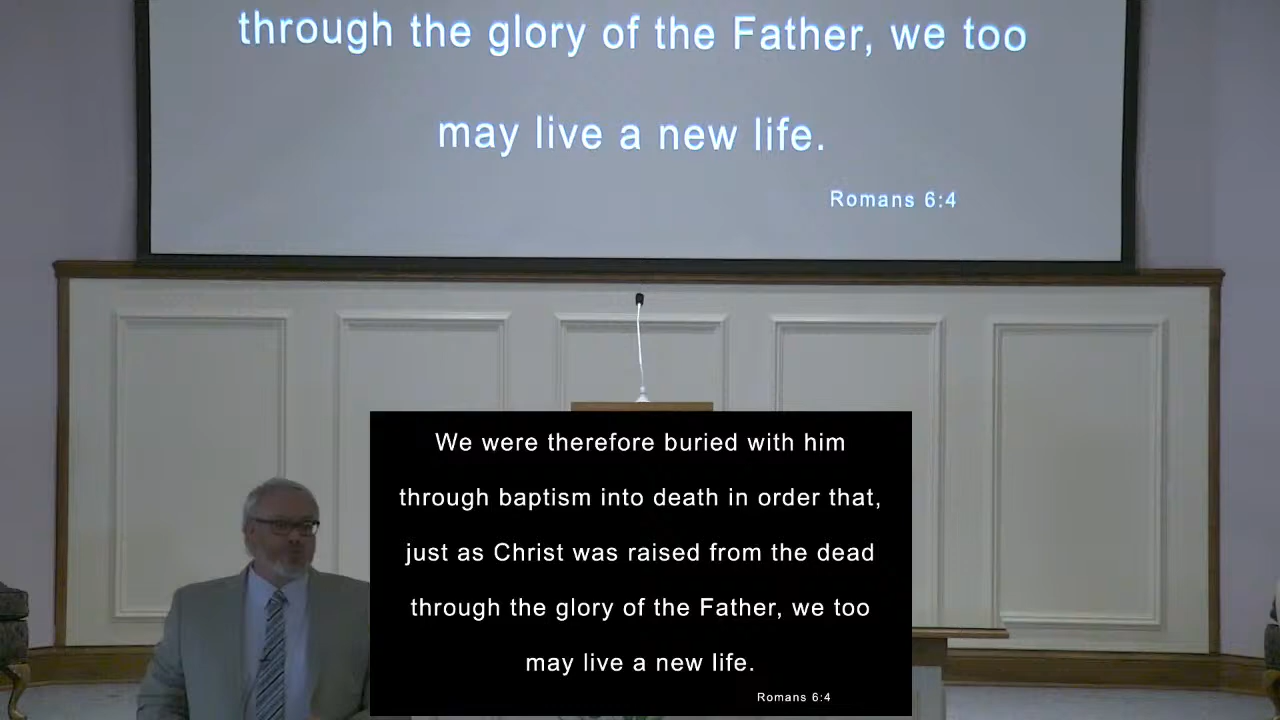 through the glory of the Father, we too
may live a new life.
Romans 6:4
We were therefore buried with him
through baptism into death in order that,
just as Christ was raised from the dead
through the glory of the Father, we too
may live a new life.
Romans 6:4